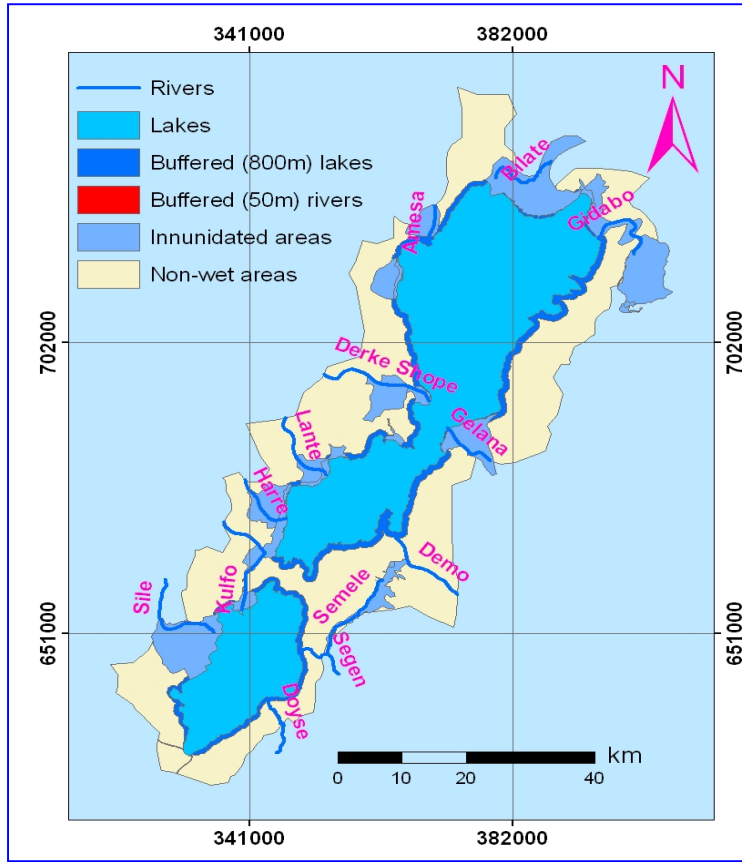 341000 382000
Rivers
Lakes
Buffered (800m) lakes
Buffered (50m) rivers
Innunidated areas
Non-wet areas
N
Bilate
Amesa
Gidabo
702000 702000
Derke Shope
Gelana
Lante
Harre
Demo
Kulfo
Semele
Sile
651000 651000
Segen
Doyse
km
0 10 20 40
341000 382000